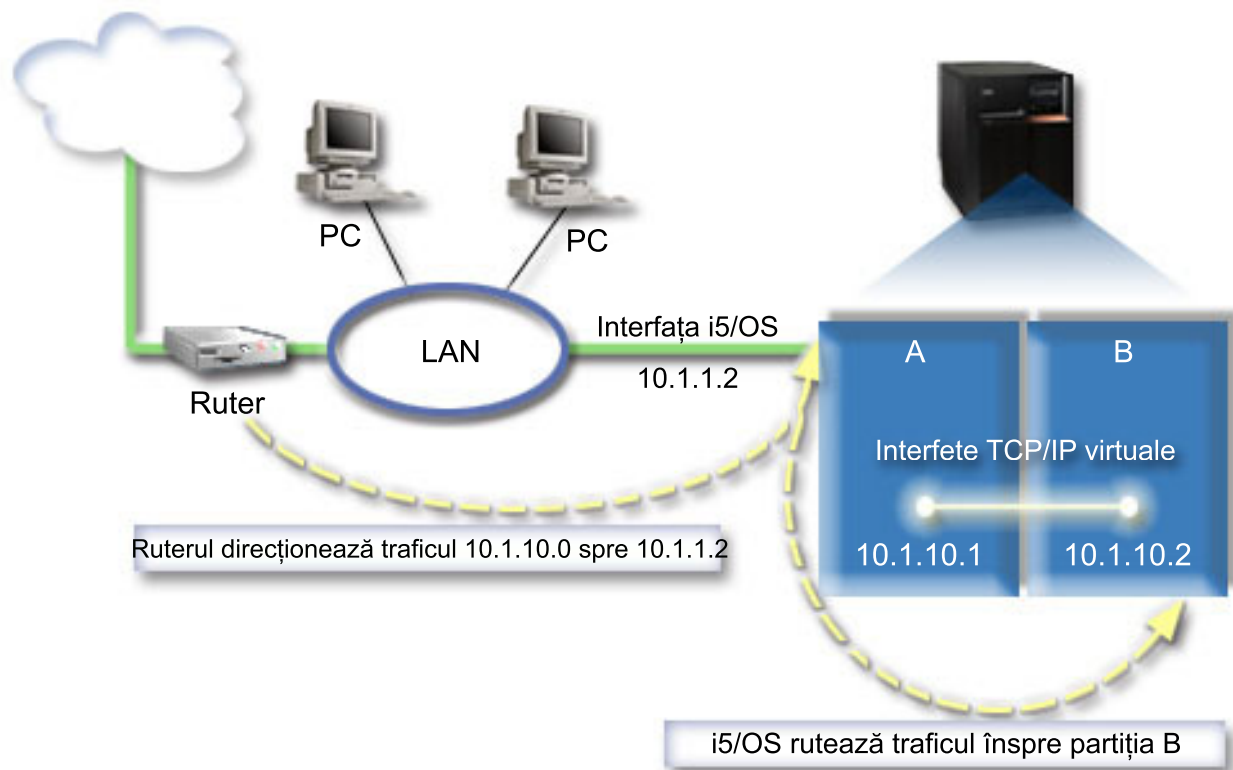 PC
PC
LAN
Ruter
Interfața i5/OS
10.1.1.2
A
B
Interfete TCP/IP virtuale
10.1.10.1
10.1.10.2
Ruterul direcționează traficul 10.1.10.0 spre 10.1.1.2
i5/OS rutează traficul înspre partiția B